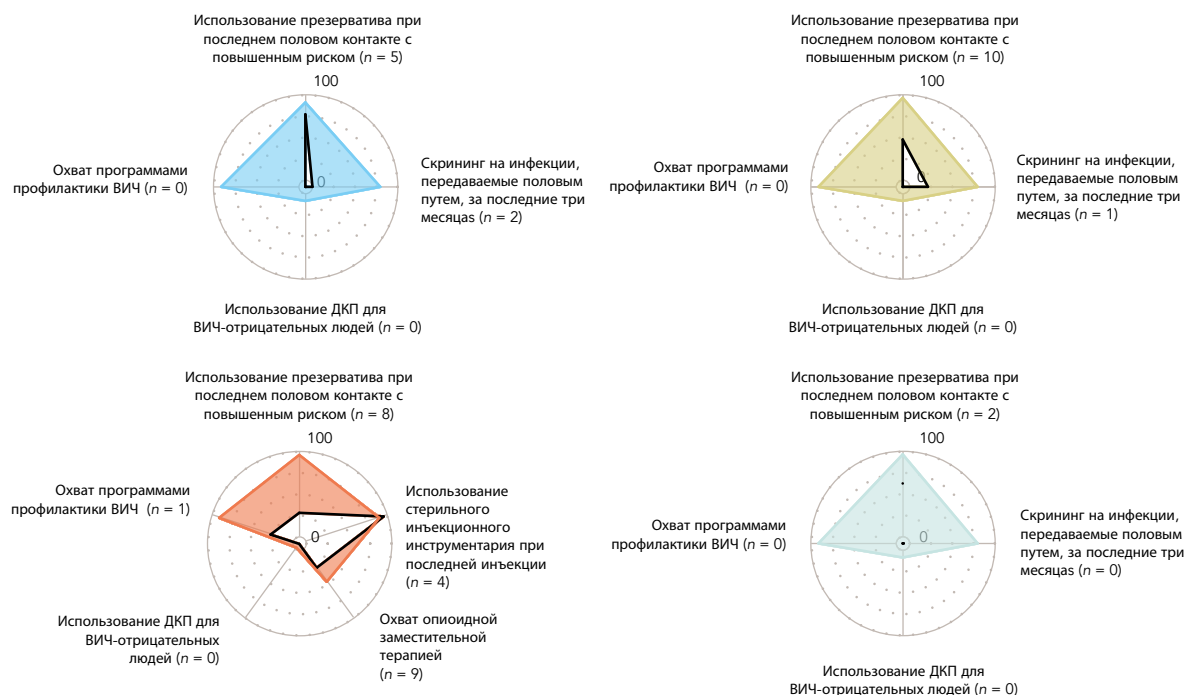 Использование презерватива при
последнем половом контакте с
повышенным риском (n = 5)
100
Охват программами
профилактики ВИЧ (n = 0)
0
Скрининг на инфекции,
передаваемые половым
путем, за последние три
месяцаs (n = 2)
Использование ДКП для
ВИЧ-отрицательных людей (n = 0)
Использование презерватива при
последнем половом контакте с
повышенным риском (n = 10)
100
Охват программами
профилактики ВИЧ (n = 0)
0
Скрининг на инфекции,
передаваемые половым
путем, за последние три
месяцаs (n = 1)
Использование ДКП для
ВИЧ-отрицательных людей (n = 0)
Использование презерватива при
последнем половом контакте с
повышенным риском (n = 8)
100
Охват программами
профилактики ВИЧ (n = 1)
0
Использование
стерильного
инъекционного
инструментария при
последней инъекции
(n = 4)
Использование ДКП для
ВИЧ-отрицательных
людей (n = 0)
Охват опиоидной
заместительной
терапией
(n = 9)
Использование презерватива при
последнем половом контакте с
повышенным риском (n = 2)
100
Охват программами
профилактики ВИЧ (n = 0)
0
Скрининг на инфекции,
передаваемые половым
путем, за последние три
месяцаs (n = 0)
Использование ДКП для
ВИЧ-отрицательных людей (n = 0)